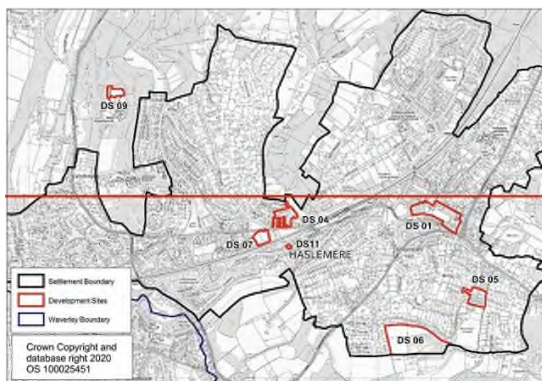 DS 09
DS 04
DS 01
DS 07
DS11
HASLEMERE
DS 05
DS 06
Settlement Boundary
Development Sites
Waverley Boundary
Crown Copyright and
database right 2020
OS 100025451